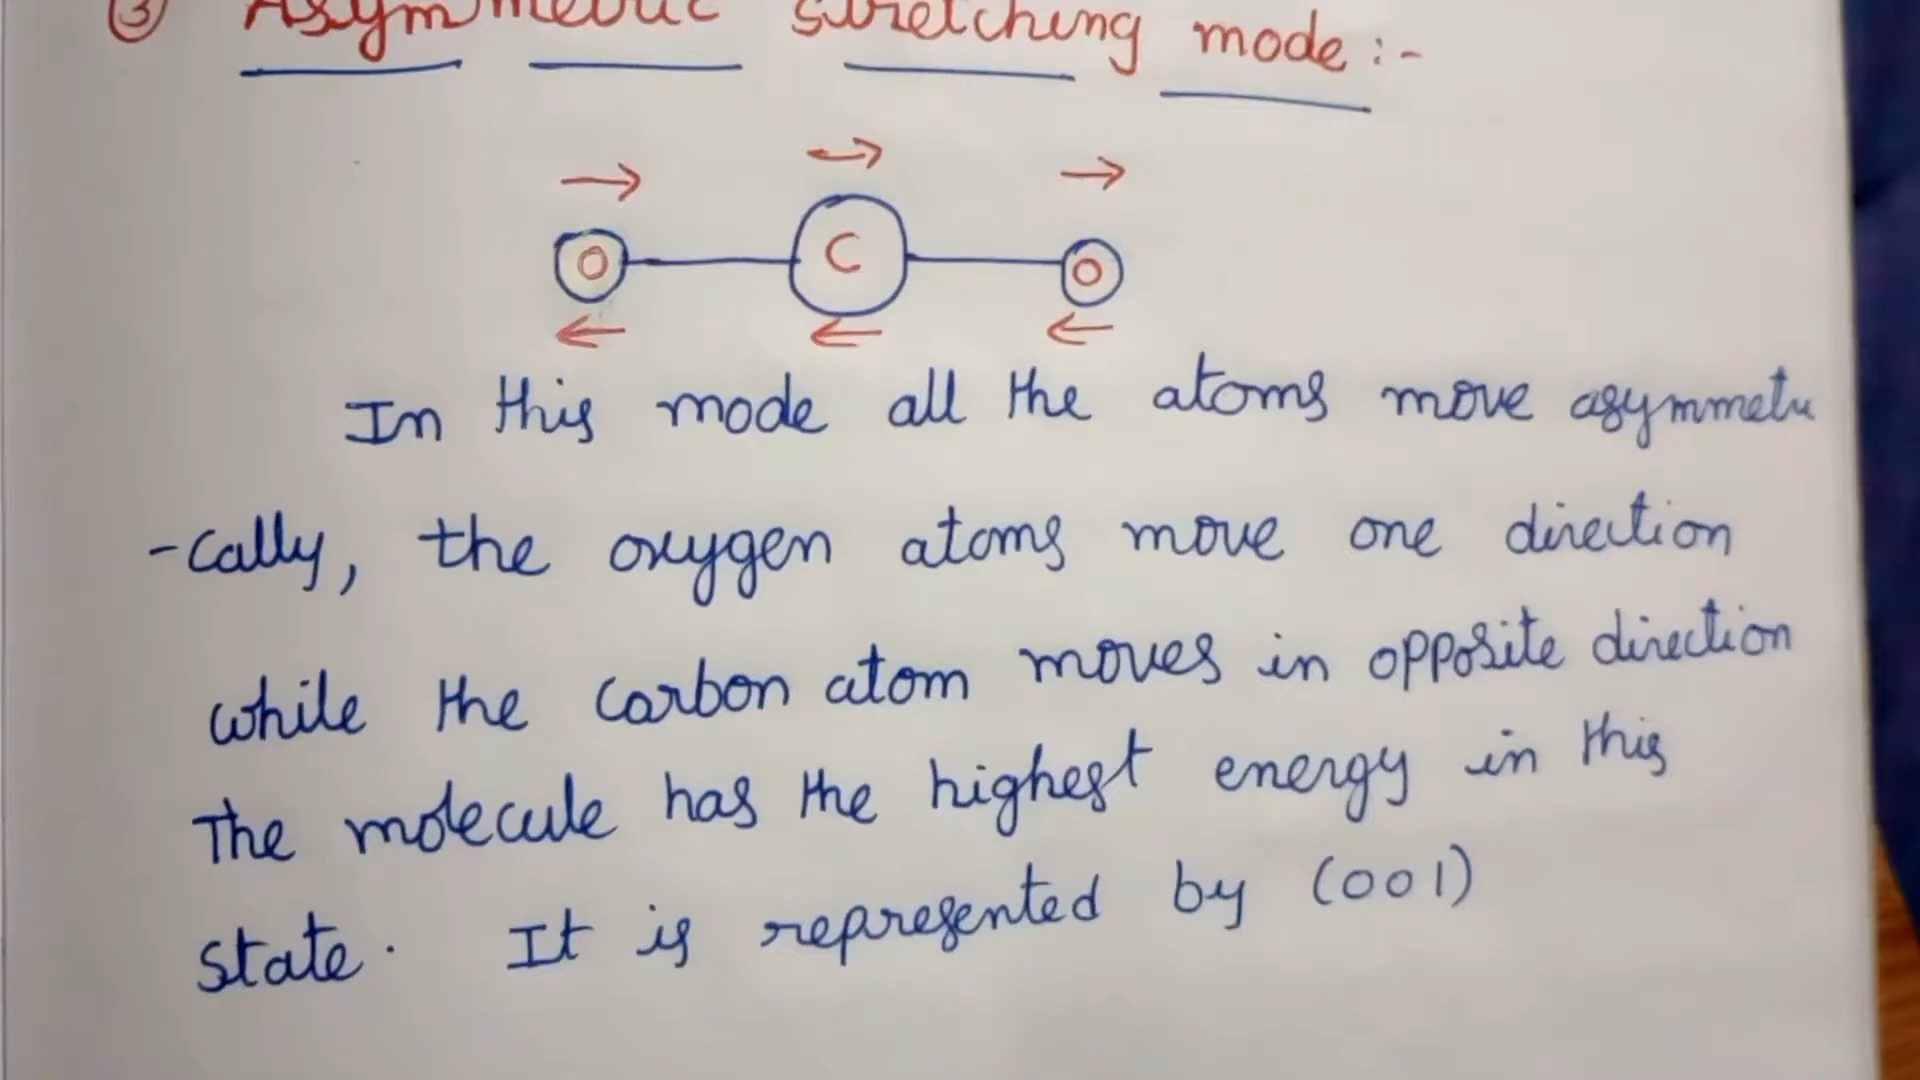 ③ Asymmetric stretching mode :-
O C O
In this mode all the atoms move asymmetri
-cally, the oxygen atoms move one direction
while the carbon atom moves in opposite direction
The molecule has the highest energy in this
state. It is represented by (001)